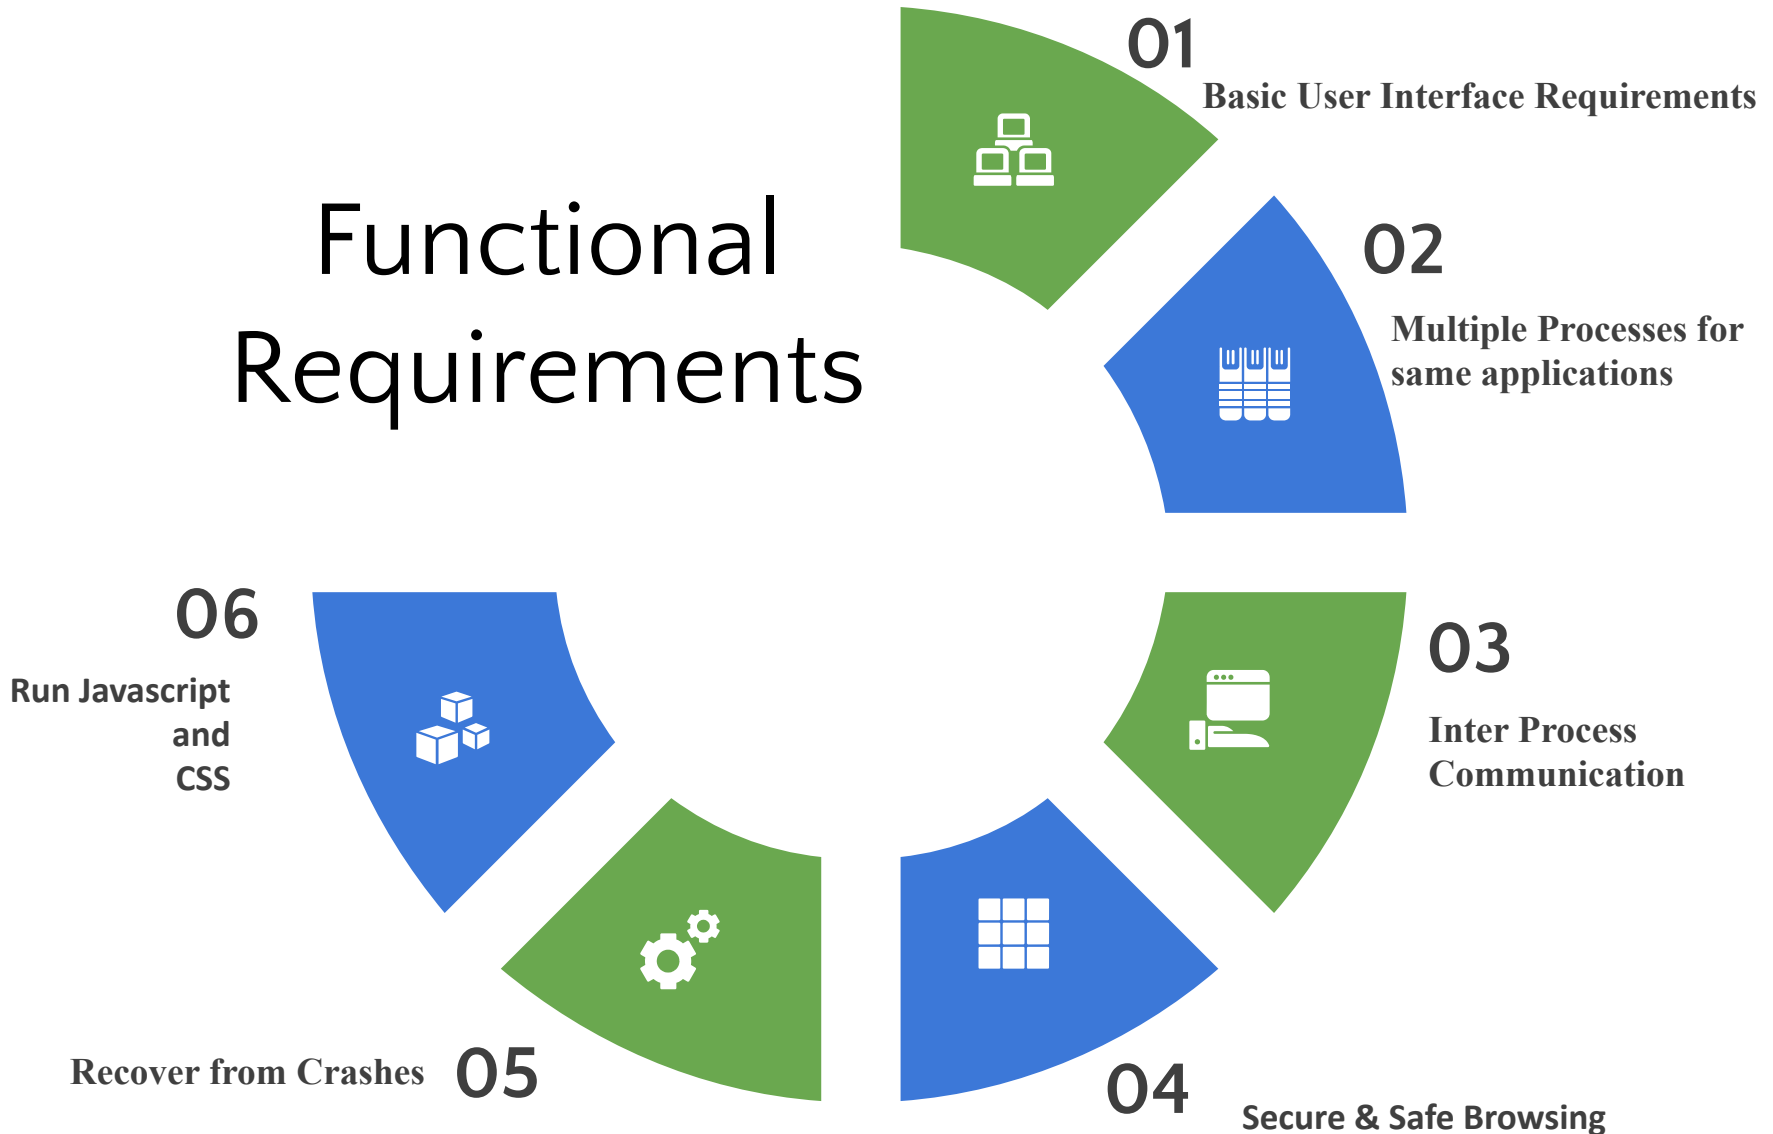 Functional
Requirements
01
Basic User Interface Requirements
02
Multiple Processes for
same applications
03
Inter Process
Communication
04
Secure & Safe Browsing
05
Recover from Crashes
06
Run Javascript
and
CSS